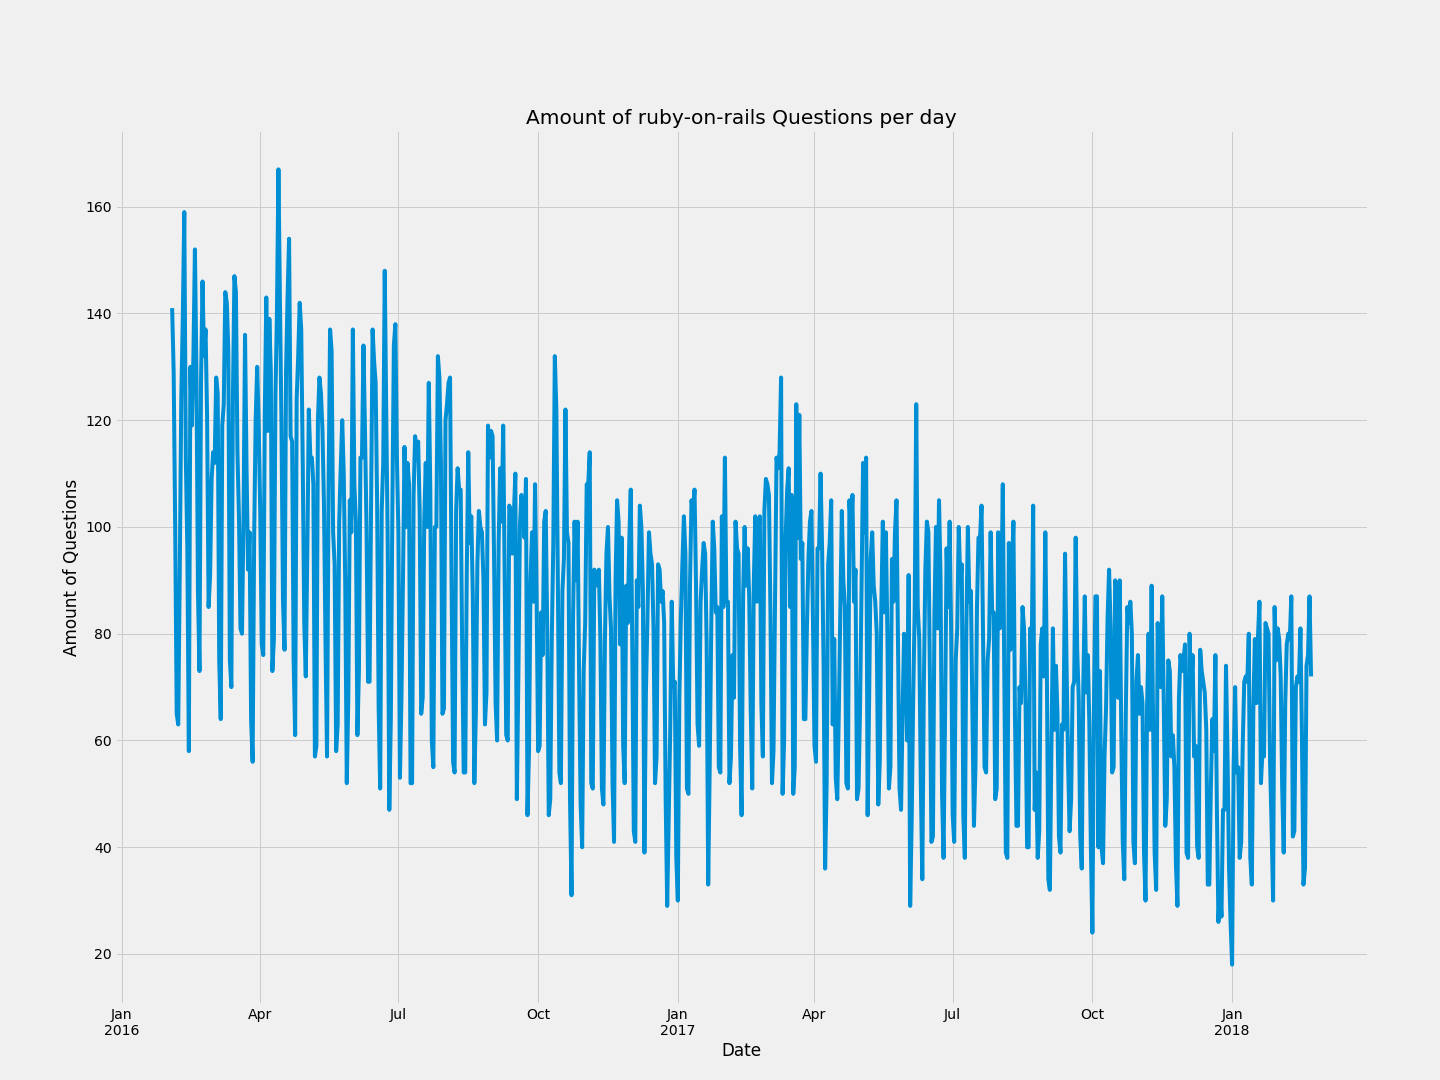 Amount of ruby-on-rails Questions per day
160
140
120
100
80
60
40
20
Amount of Questions
Jan Apr Jul Oct Jan Apr Jul Oct Jan
2016 2017 2018
Date